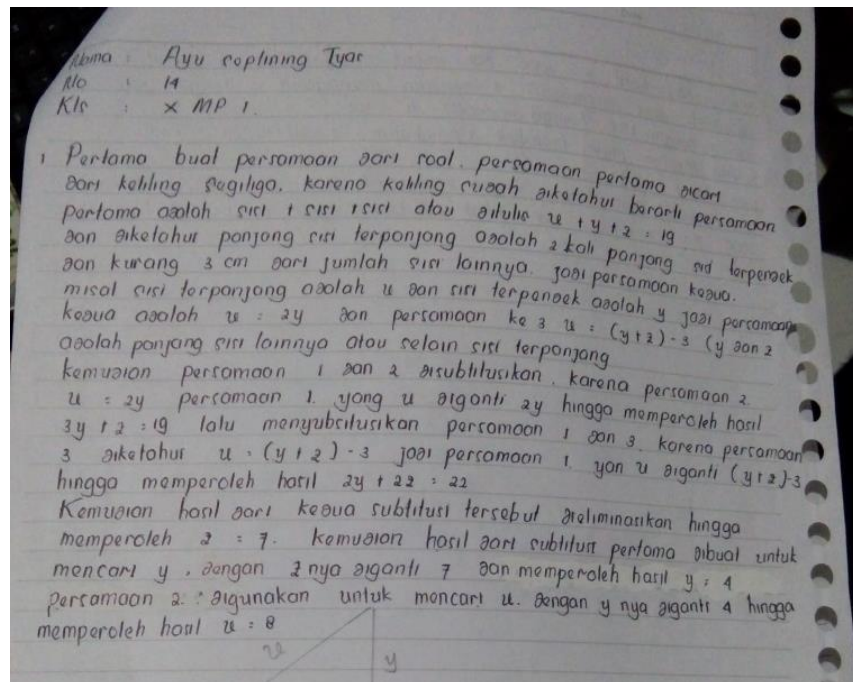 Nama : Ayu coptining Tyas
No : 14
Kls : X MP 1.
1 Pertama buat persamaan dari soal. persamaan pertama dicari
dari keliling segitiga. karena keliling sudah diketahui berarti persamaan
pertama adalah sisi + sisi + sisi atau ditulis u + y + z = 19
dan diketahui panjang sisi terpanjang adalah 2 kali panjang sisi terpendek
dan kurang 3 cm dari jumlah sisi lainnya. jadi persamaan kedua.
misal sisi terpanjang adalah u dan sisi terpendek adalah y jadi persamaan
kedua adalah u = 2y dan persamaan ke 3 u = (y+z)-3 (y dan z
adalah panjang sisi lainnya atau selain sisi terpanjang
kemudian persamaan 1 dan 2 disubtitusikan. karena persamaan 2.
u = 2y persamaan 1. yang u diganti 2y hingga memperoleh hasil
3y + z = 19 lalu menyubsitusikan persamaan 1 dan 3. karena persamaan
3 diketahui u = (y+z)-3 jadi persamaan 1. yan u diganti (y+z)-3
hingga memperoleh hasil 2y + 2z = 22
Kemudian hasil dari kedua subtitusi tersebut dieliminasikan hingga
memperoleh z = 7. kemudian hasil dari subtitusi pertama dibuat untuk
mencari y. dengan z nya diganti 7 dan memperoleh hasil y = 4
persamaan 2. digunakan untuk mencari u. dengan y nya diganti 4 hingga
memperoleh hasil u = 8
u y